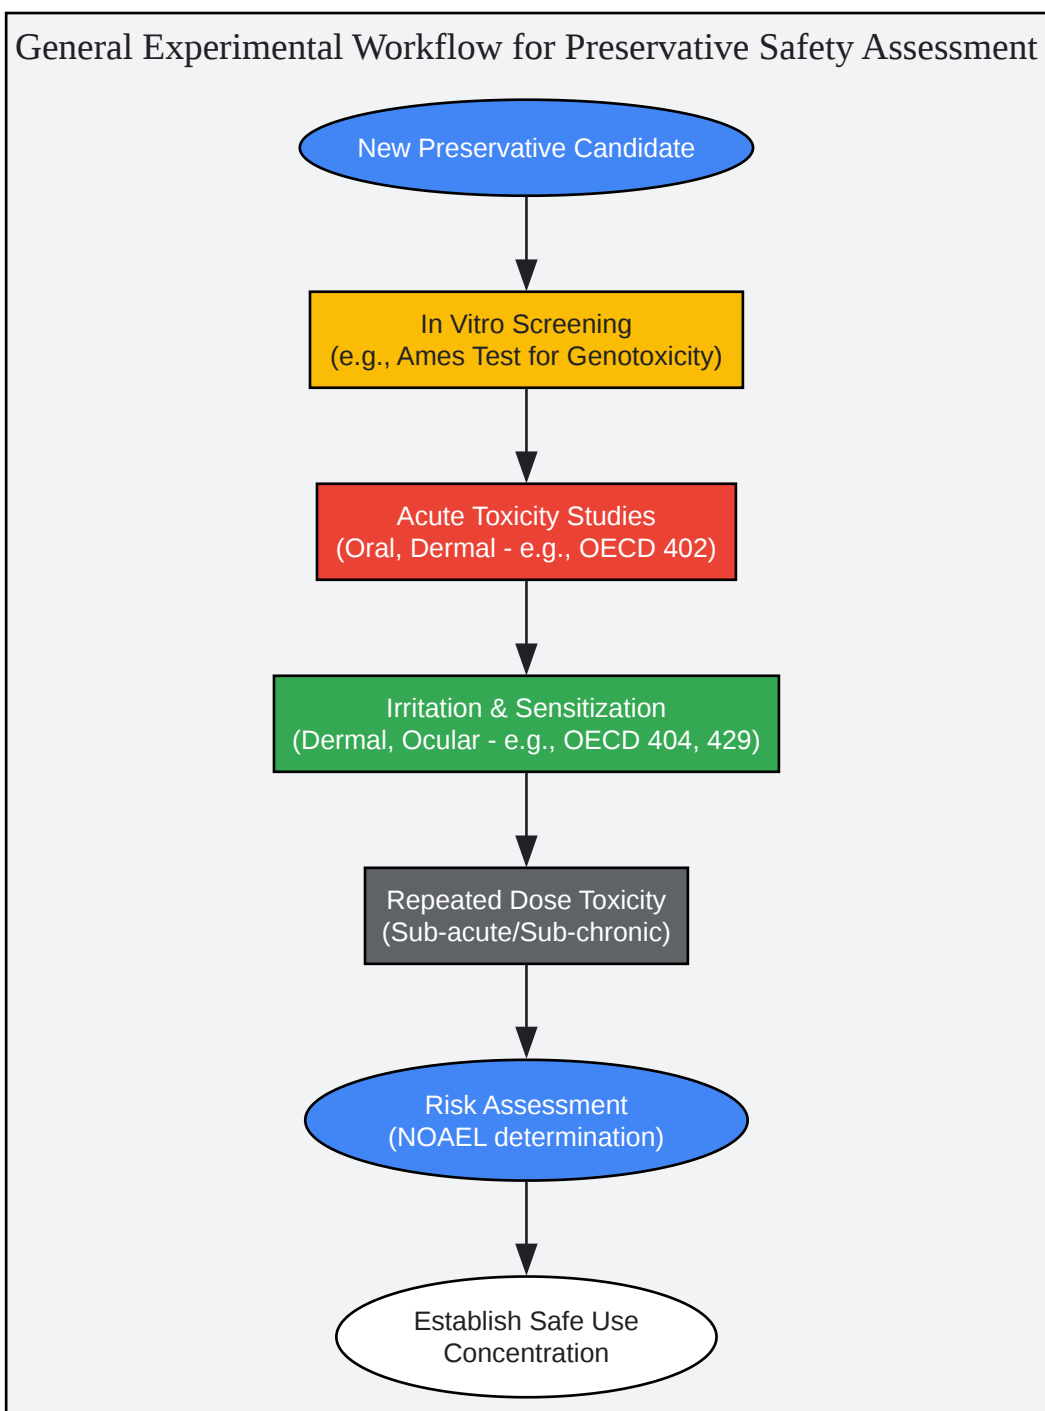 General Experimental Workflow for Preservative Safety Assessment
New Preservative Candidate
In Vitro Screening
(e.g., Ames Test for Genotoxicity)
Acute Toxicity Studies
(Oral, Dermal - e.g., OECD 402)
Irritation & Sensitization
(Dermal, Ocular - e.g., OECD 404, 429)
Repeated Dose Toxicity
(Sub-acute/Sub-chronic)
Risk Assessment
(NOAEL determination)
Establish Safe Use
Concentration